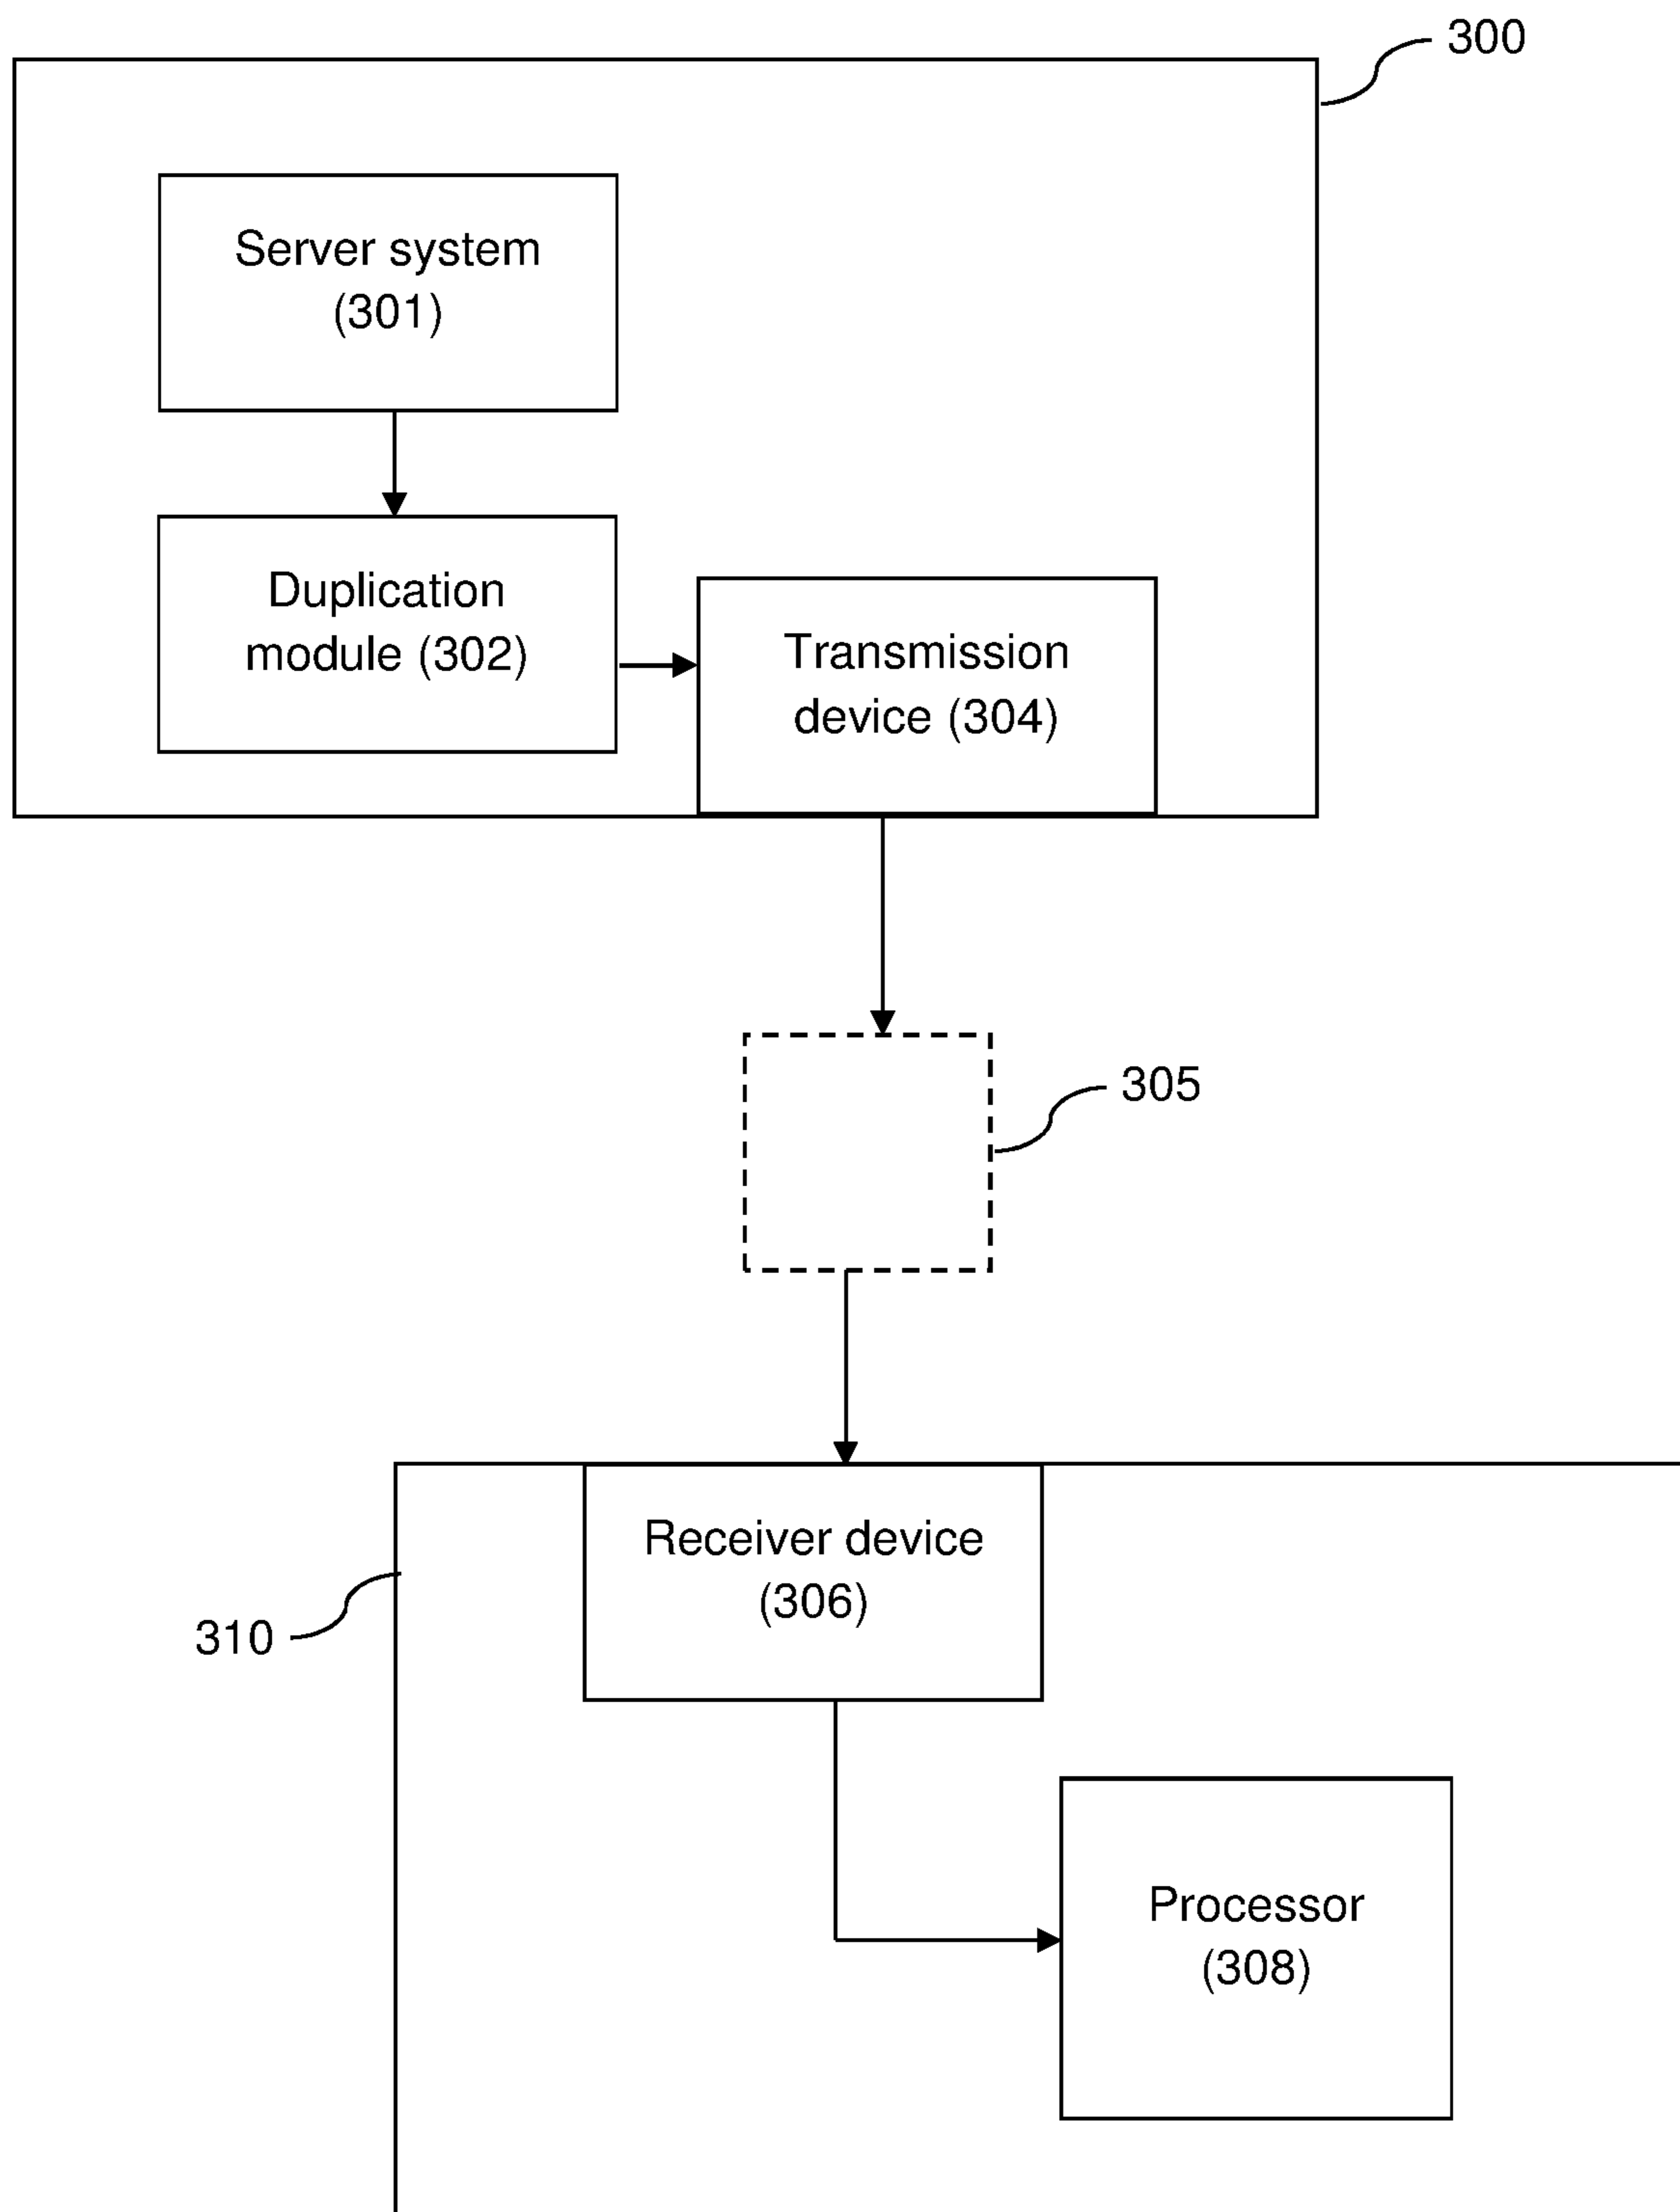 300
Server system
(301)
Duplication
module (302)
Transmission
device (304)
305
Receiver device
(306)
310
Processor
(308)